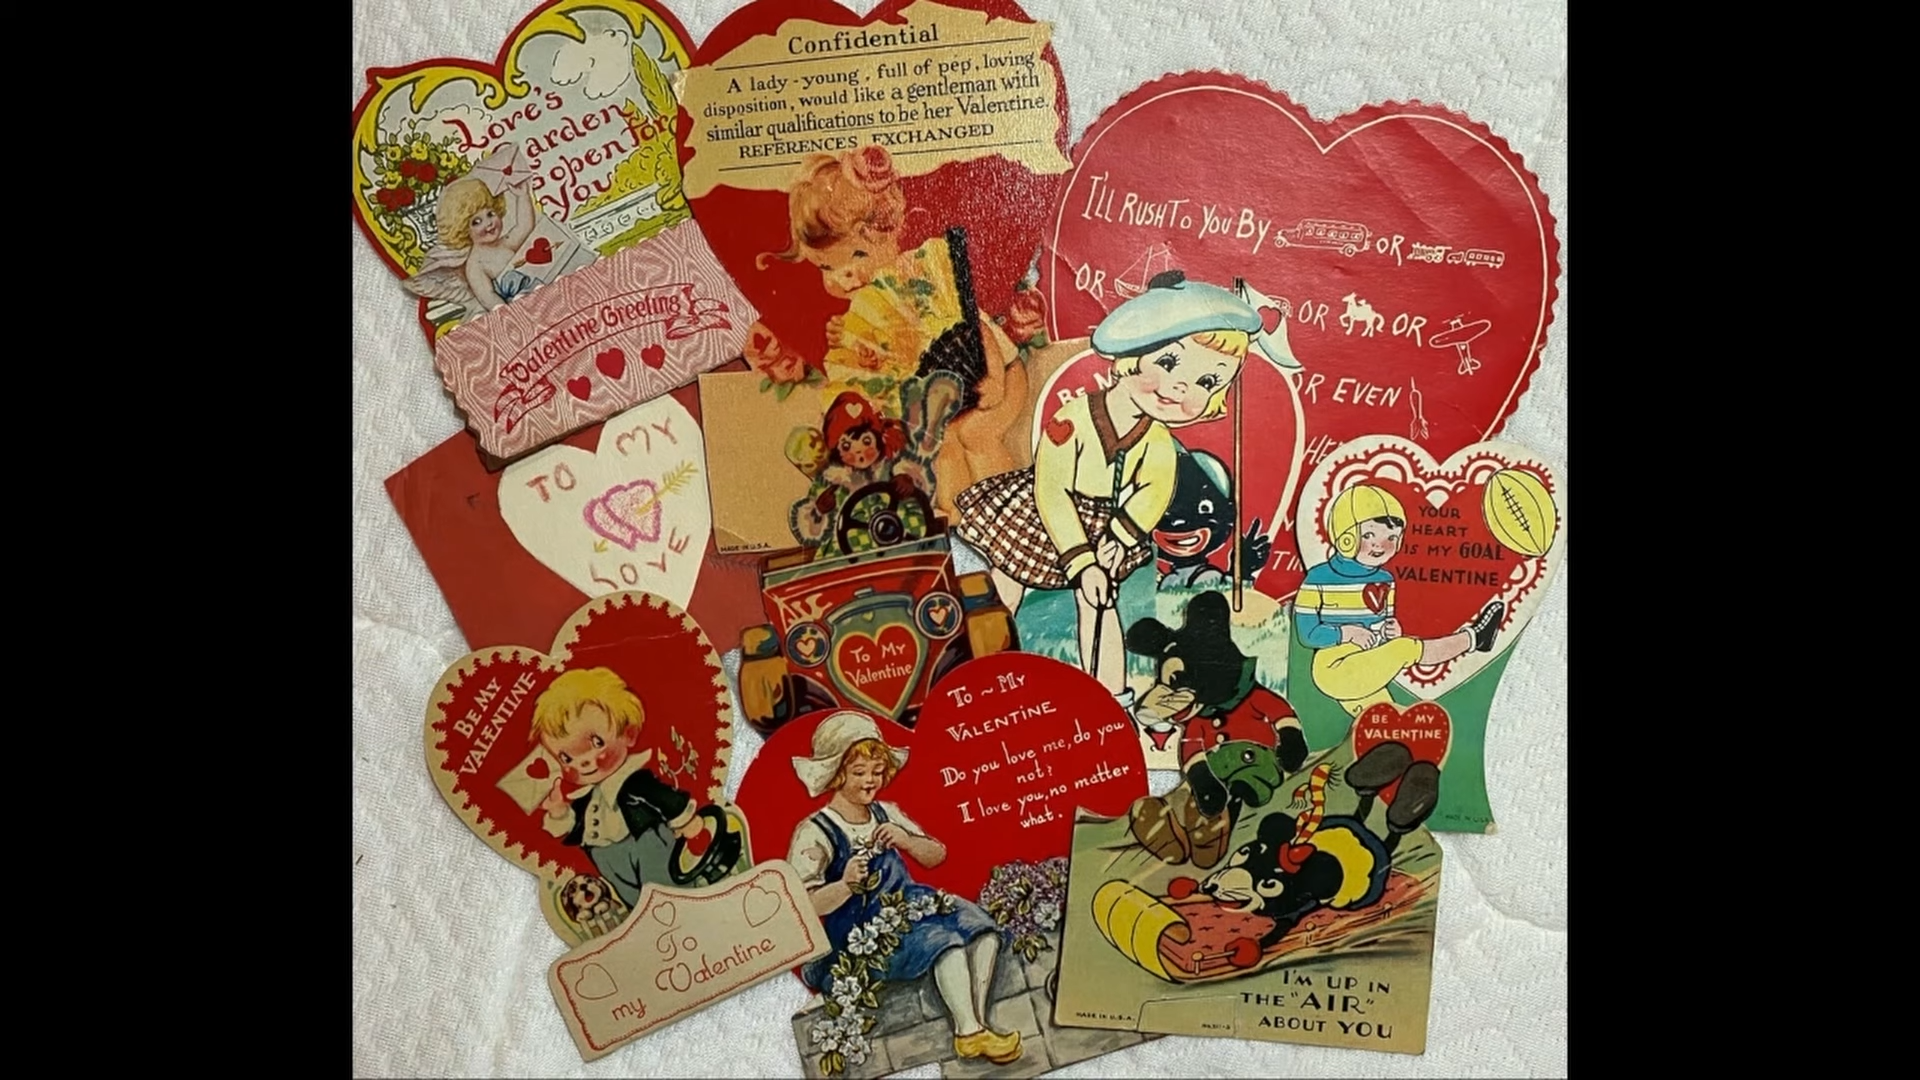 Love's
Garden
open for
You
Valentine Greeting
Confidential
A lady - young, full of pep, loving
disposition, would like a gentleman with
similar qualifications to be her Valentine.
REFERENCES EXCHANGED
MADE IN U.S.A.
I'LL RUSH TO YOU BY OR
OR
OR OR
OR EVEN
BE M
YOUR
HEART
IS MY GOAL
VALENTINE
TO MY
LOVE
To My
Valentine
BE MY
VALENTINE
To
my Valentine
TO ~ MY
VALENTINE
Do you love me, do you
not?
I love you, no matter
what.
BE MY
VALENTINE
MADE IN U.S.A.
I'M UP IN
THE "AIR"
ABOUT YOU
MADE IN U.S.A.